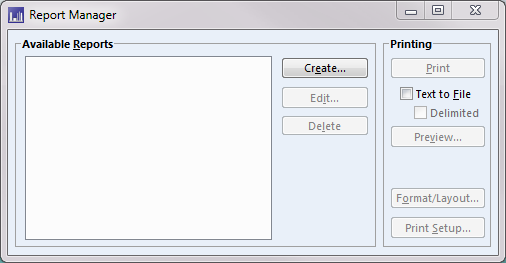 Report Manager
Available Reports
Create...
Edit...
Delete
Printing
Print
Text to File
Delimited
Preview...
Format/Layout...
Print Setup...